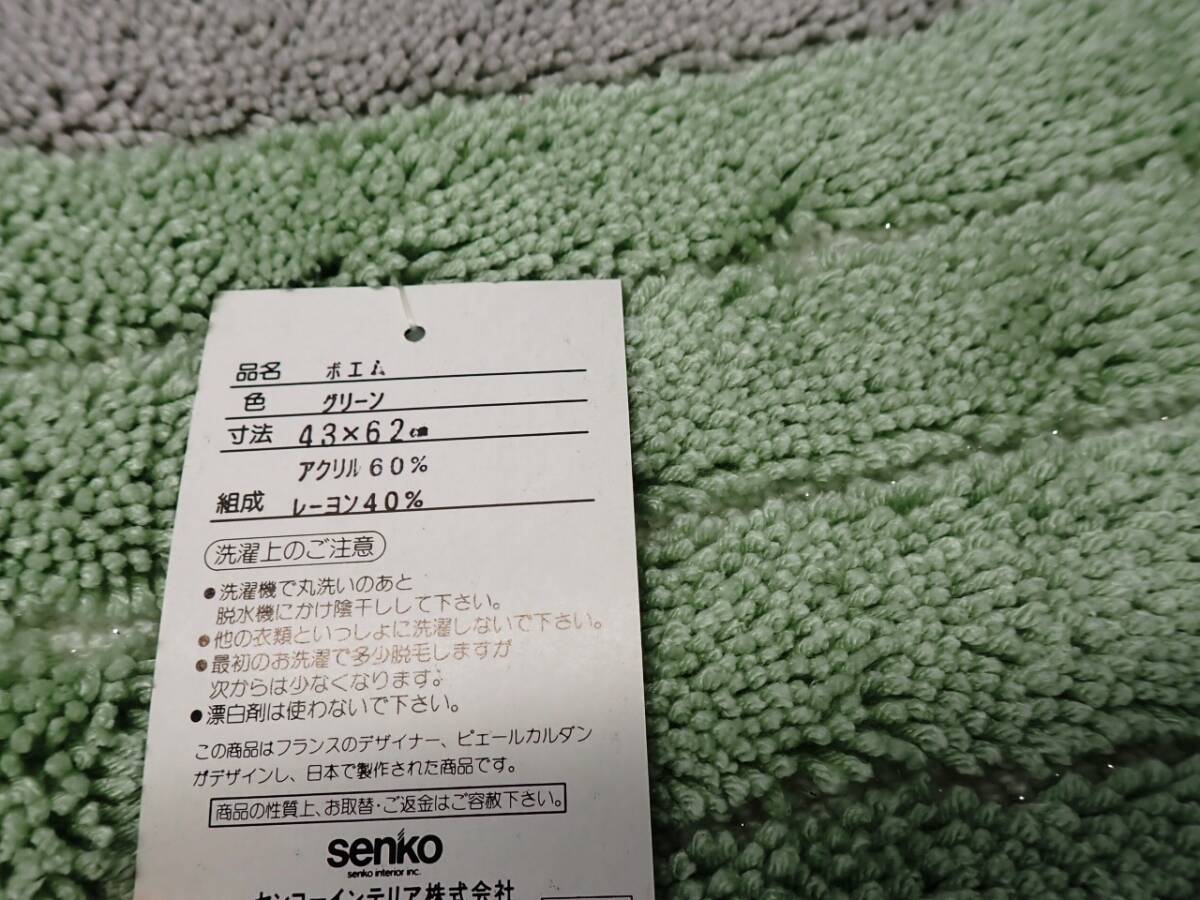 品名 ポエム
色 グリーン
寸法 43×62cm
アクリル60%
組成 レーヨン40%
洗濯上のご注意
●洗濯機で丸洗いのあと
脱水機にかけ陰干しして下さい。
●他の衣類といっしよに洗濯しないで下さい。
●最初のお洗濯で多少脱毛しますが
次からは少なくなります。
●漂白剤は使わないで下さい。
この商品はフランスのデザイナー、ピエールカルダン
がデザインし、日本で製作された商品です。
商品の性質上、お取替・ご返金はご容赦下さい。
senko
senko interior inc.
センコーインテリア株式会社